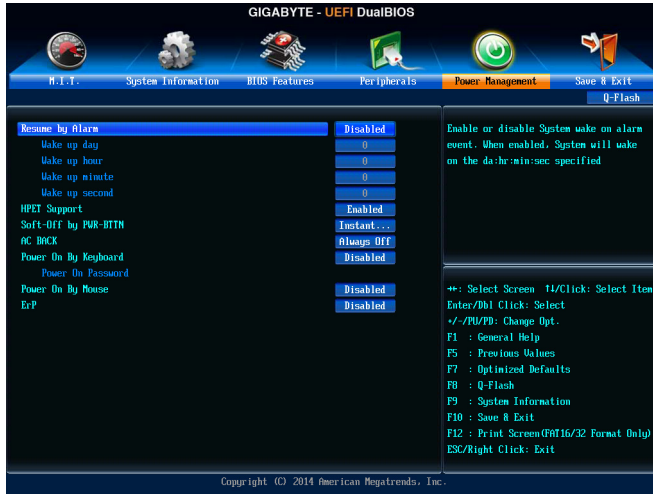 GIGABYTE - UEFI DualBIOS
M.I.T. System Information BIOS Features Peripherals Power Management Save & Exit
Q-Flash
Resume by Alarm Disabled
Wake up day 0
Wake up hour 0
Wake up minute 0
Wake up second 0
HPET Support Enabled
Soft-Off by PWR-BTTN Instant...
AC BACK Always Off
Power On By Keyboard Disabled
Power On Password
Power On By Mouse Disabled
ErP Disabled
Enable or disable System wake on alarm
event. When enabled, System will wake
on the da:hr:min:sec specified
↔: Select Screen ↑↓/Click: Select Item
Enter/Dbl Click: Select
+/-/PU/PD: Change Opt.
F1 : General Help
F5 : Previous Values
F7 : Optimized Defaults
F8 : Q-Flash
F9 : System Information
F10 : Save & Exit
F12 : Print Screen(FAT16/32 Format Only)
ESC/Right Click: Exit
Copyright (C) 2014 American Megatrends, Inc.